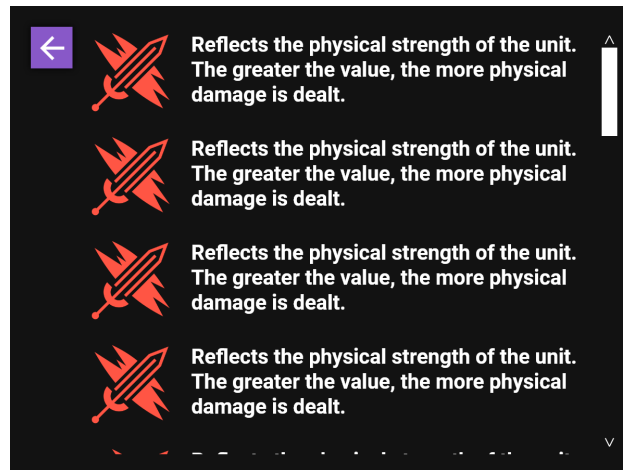 Reflects the physical strength of the unit.
The greater the value, the more physical
damage is dealt.
Reflects the physical strength of the unit.
The greater the value, the more physical
damage is dealt.
Reflects the physical strength of the unit.
The greater the value, the more physical
damage is dealt.
Reflects the physical strength of the unit.
The greater the value, the more physical
damage is dealt.